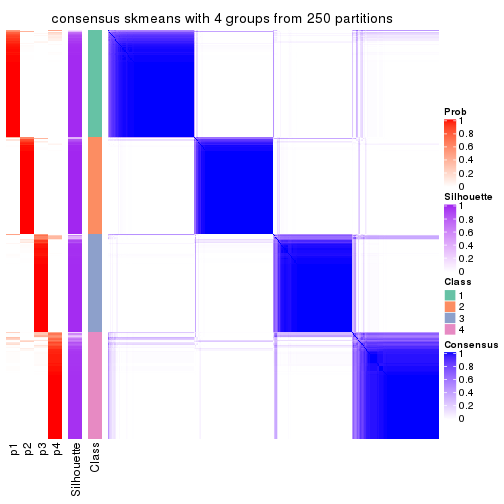 consensus skmeans with 4 groups from 250 partitions
Prob
1
0.8
0.6
0.4
0.2
0
Silhouette
1
0.8
0.6
0.4
0.2
0
Class
1
2
3
4
Consensus
1
0.8
0.6
0.4
0.2
0
p1
p2
p3
p4
Silhouette
Class